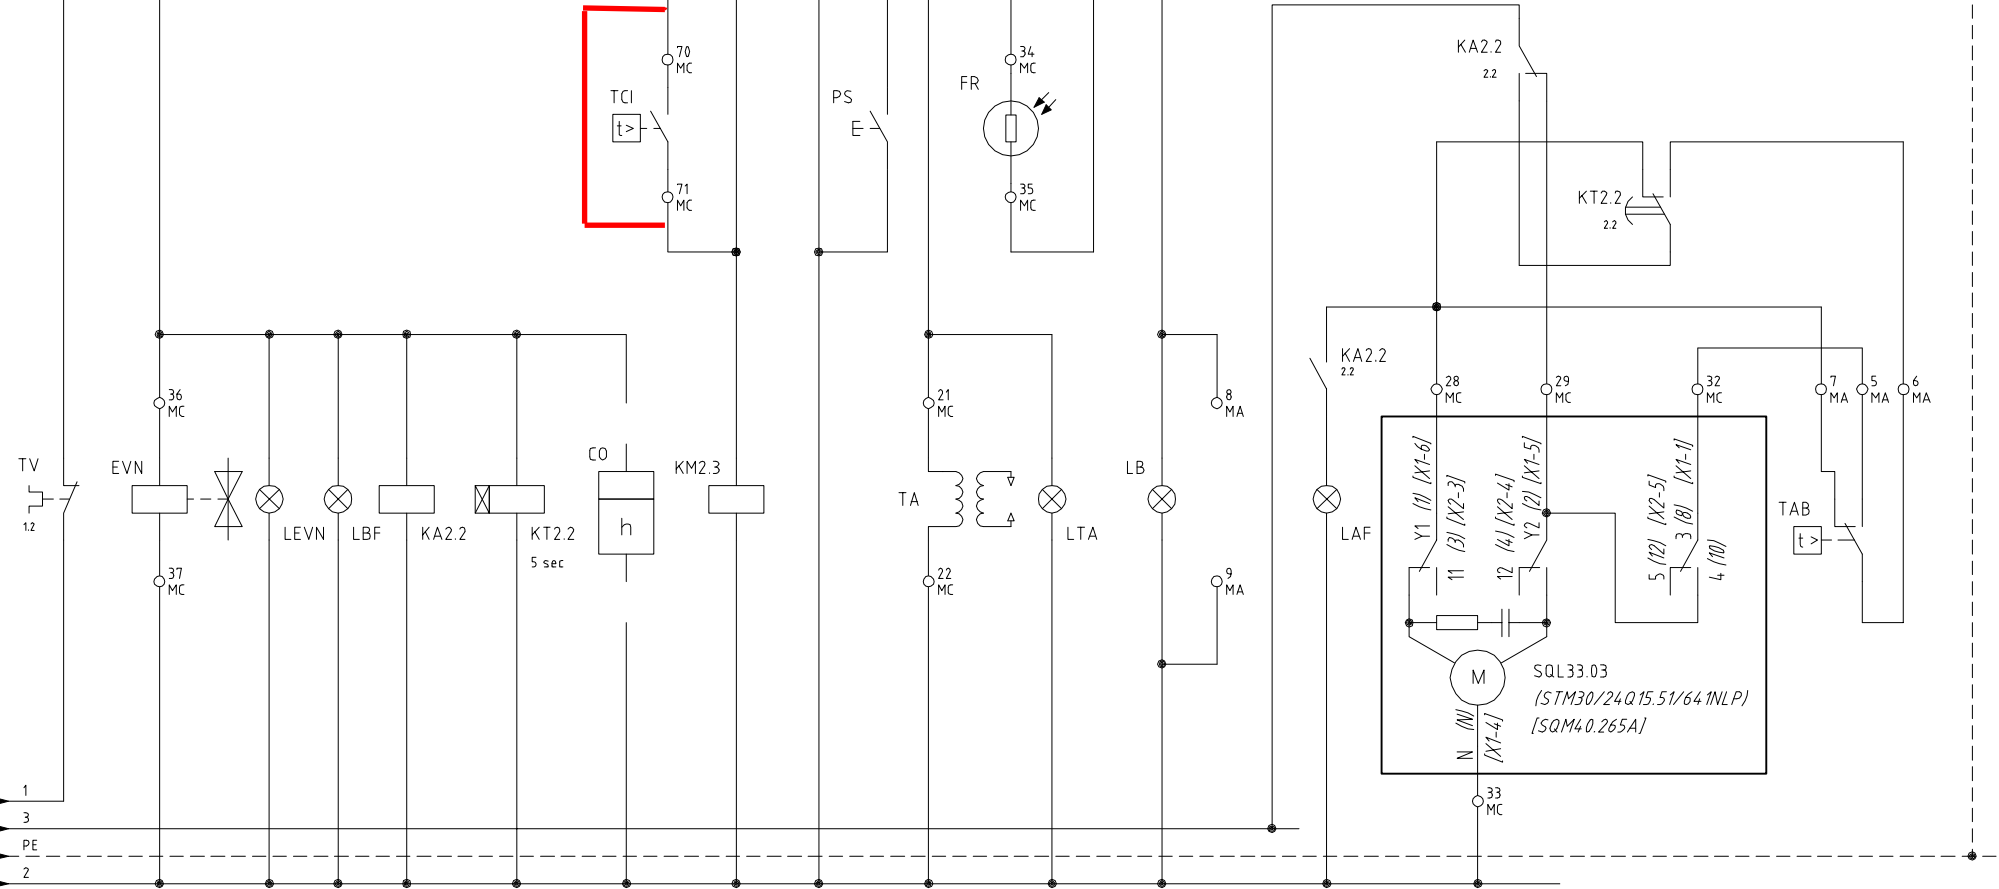 70
MC
TCI
t>
71
MC
PS
E
34
MC
FR
35
MC
KA2.2
2.2
KT2.2
2.2
36
MC
TV
1.2
EVN
37
MC
LEVN
LBF
KA2.2
KT2.2
5 sec
CO
h
KM2.3
21
MC
TA
22
MC
LTA
8
MA
LB
9
MA
KA2.2
2.2
LAF
28
MC
29
MC
32
MC
7
MA
5
MA
6
MA
Y1 (1) [X1-6]
11 (3) [X2-3]
12 (4) [X2-4]
Y2 (2) [X1-5]
5 (12) [X2-5]
3 (8) [X1-1]
4 (10)
TAB
t >
M
SQL33.03
(STM30/24Q15.51/641NLP)
[SQM40.265A]
N (N)
[X1-4]
33
MC
1
3
PE
2